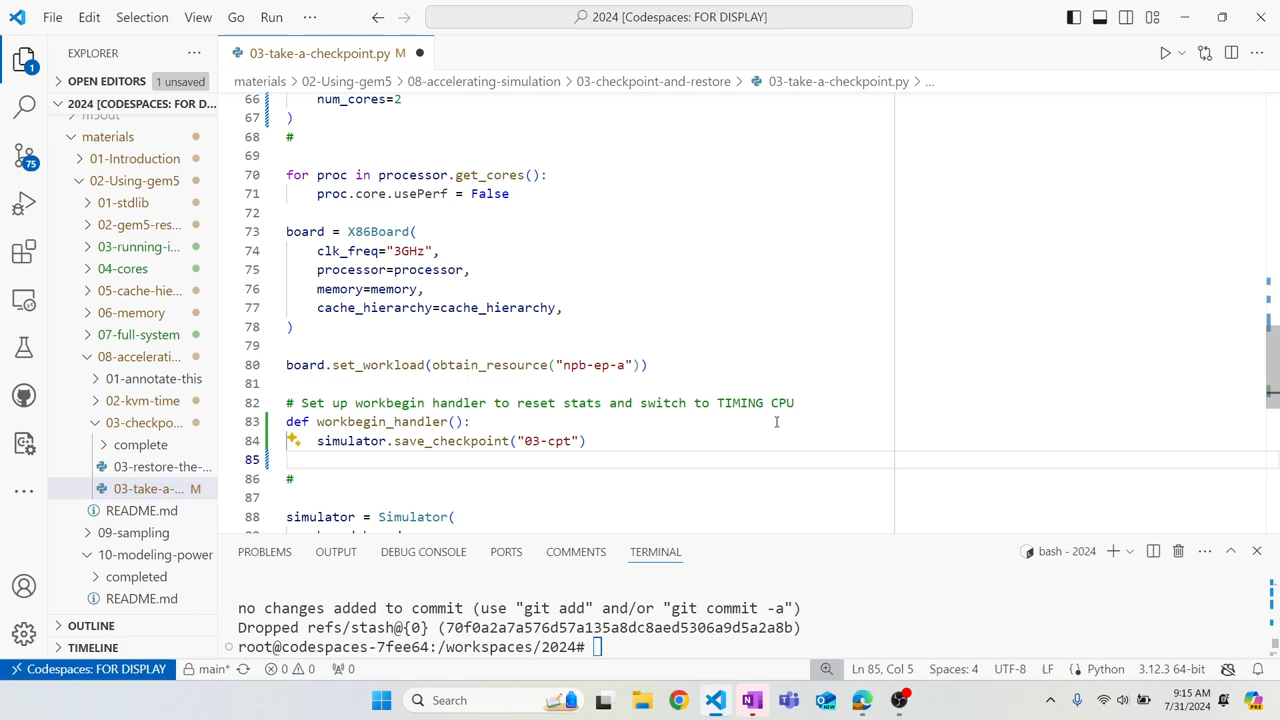 File Edit Selection View Go Run ··· 2024 [Codespaces: FOR DISPLAY]
EXPLORER ···
03-take-a-checkpoint.py M
OPEN EDITORS 1 unsaved
materials > 02-Using-gem5 > 08-accelerating-simulation > 03-checkpoint-and-restore > 03-take-a-checkpoint.py > ...
2024 [CODESPACES: FOR D...
m5out
materials
01-Introduction
02-Using-gem5
01-stdlib
02-gem5-res...
03-running-i...
04-cores
05-cache-hie...
06-memory
07-full-system
08-accelerati...
01-annotate-this
02-kvm-time
03-checkpo...
complete
03-restore-the-...
03-take-a-... M
README.md
09-sampling
10-modeling-power
completed
README.md
OUTLINE
TIMELINE
1
75
66 num_cores=2
67 )
68 #
69
70 for proc in processor.get_cores():
71 proc.core.usePerf = False
72
73 board = X86Board(
74 clk_freq="3GHz",
75 processor=processor,
76 memory=memory,
77 cache_hierarchy=cache_hierarchy,
78 )
79
80 board.set_workload(obtain_resource("npb-ep-a"))
81
82 # Set up workbegin handler to reset stats and switch to TIMING CPU
83 def workbegin_handler():
84 simulator.save_checkpoint("03-cpt")
85
86 #
87
88 simulator = Simulator(
PROBLEMS OUTPUT DEBUG CONSOLE PORTS COMMENTS TERMINAL bash - 2024
no changes added to commit (use "git add" and/or "git commit -a")
Dropped refs/stash@{0} (70f0a2a7a576d57a135a8dc8aed5306a9d5a2a8b)
root@codespaces-7fee64:/workspaces/2024#
Codespaces: FOR DISPLAY main* 0 0 0 Ln 85, Col 5 Spaces: 4 UTF-8 LF Python 3.12.3 64-bit
Search
9:15 AM
7/31/2024